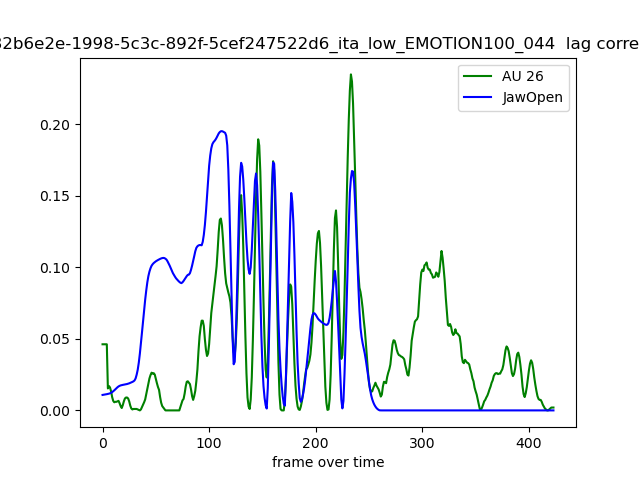 32b6e2e-1998-5c3c-892f-5cef247522d6_ita_low_EMOTION100_044 lag corre
AU 26
JawOpen
0.20
0.15
0.10
0.05
0.00
0 100 200 300 400
frame over time